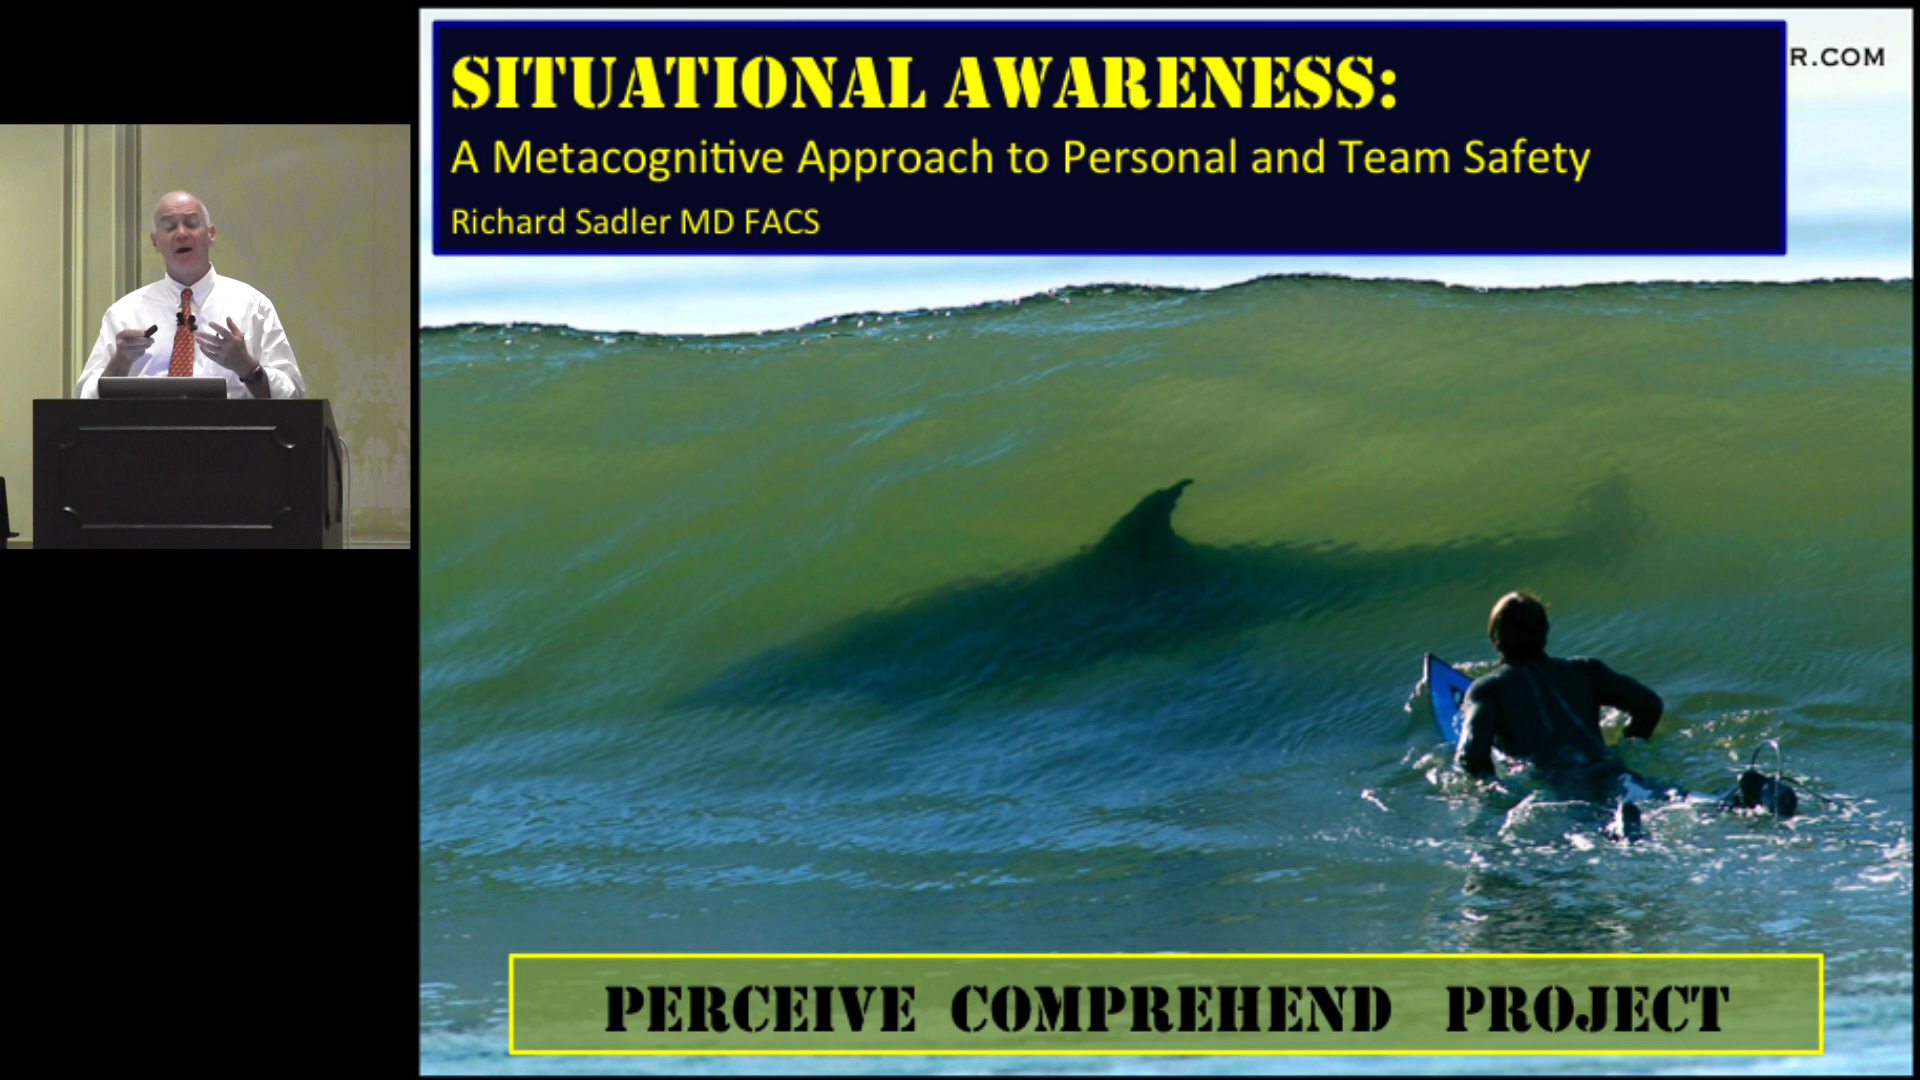 R.COM
SITUATIONAL AWARENESS:
A Metacognitive Approach to Personal and Team Safety
Richard Sadler MD FACS
PERCEIVE COMPREHEND PROJECT